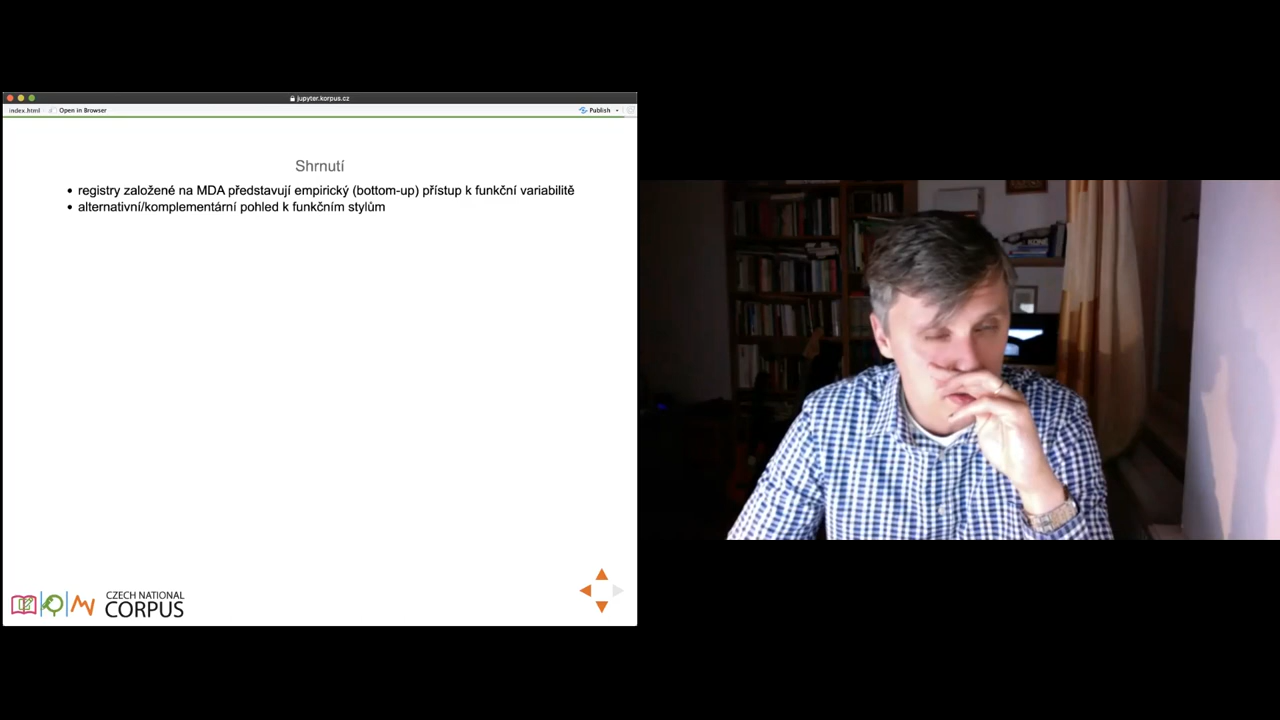 jupyter.korpus.cz
index.html
Open in Browser
Publish
Shrnutí
• registry založené na MDA představují empirický (bottom-up) přístup k funkční variabilitě
• alternativní/komplementární pohled k funkčním stylům
CZECH NATIONAL
CORPUS